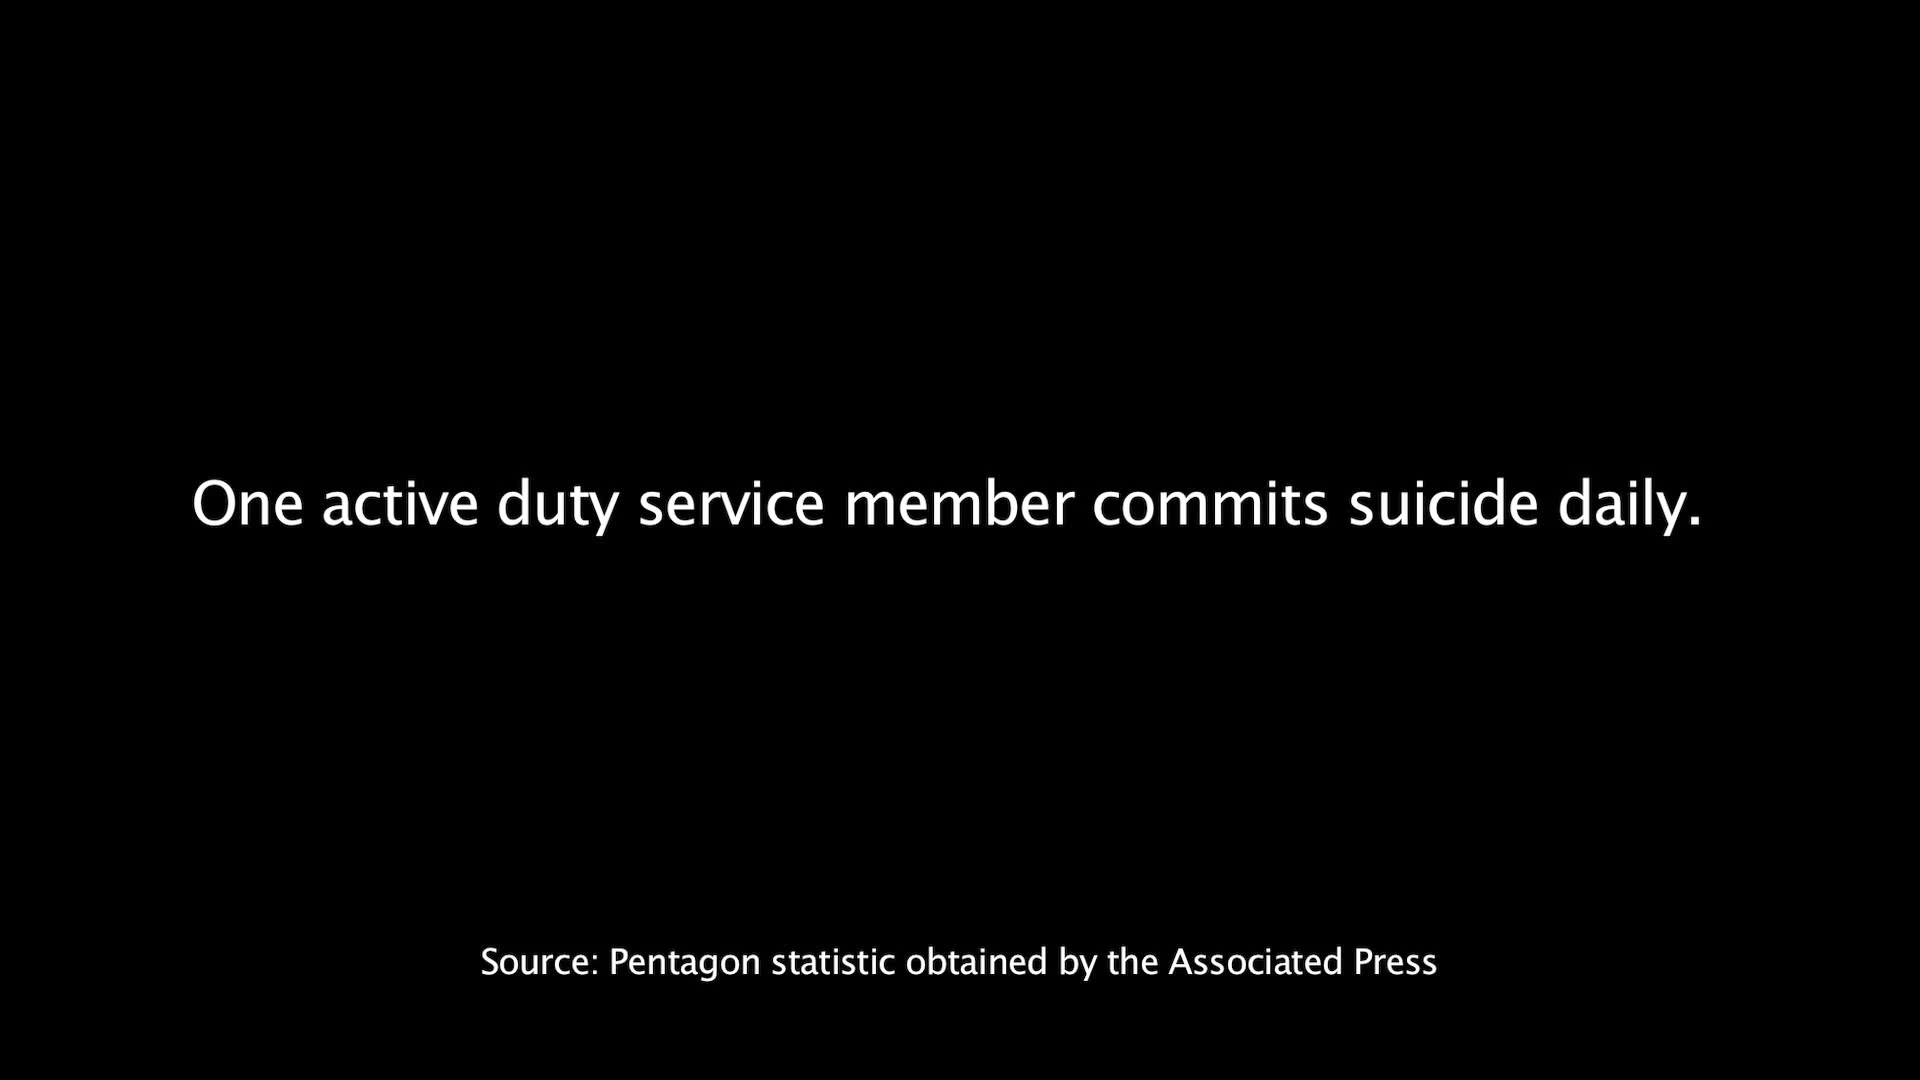 One active duty service member commits suicide daily.
Source: Pentagon statistic obtained by the Associated Press